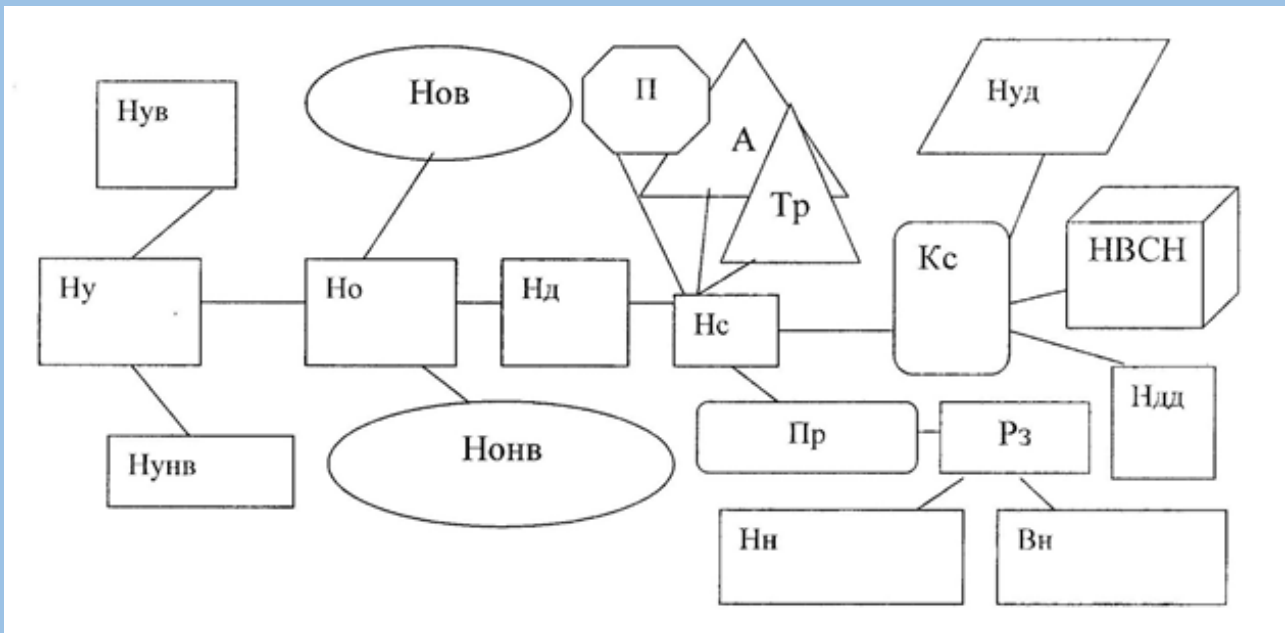 Нув
Нов
П
А
Тр
Нуд
Ну
Но
Нд
Нс
Кс
НВСН
Нунв
Нонв
Пр
Рз
Ндд
Нн
Вн